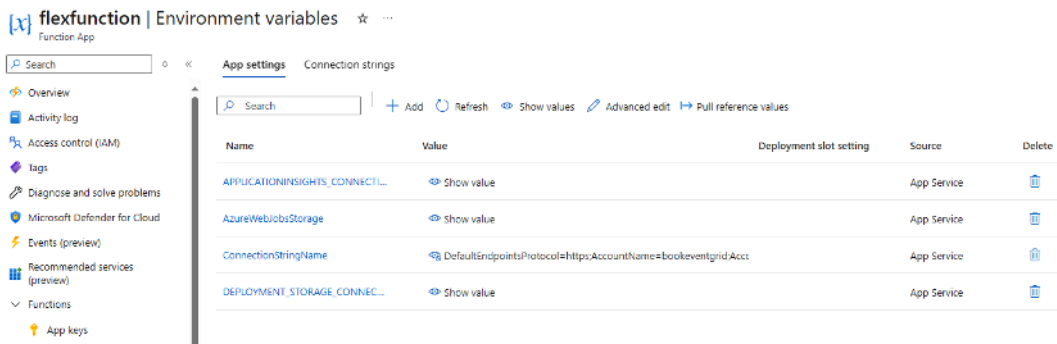 flexfunction | Environment variables
Function App
Search
App settings Connection strings
Overview
Activity log
Access control (IAM)
Tags
Diagnose and solve problems
Microsoft Defender for Cloud
Events (preview)
Recommended services
(preview)
Functions
App keys
Search Add Refresh Show values Advanced edit Pull reference values
Name Value Deployment slot setting Source Delete
APPLICATIONINSIGHTS_CONNECTI... Show value App Service
AzureWebJobsStorage Show value App Service
ConnectionStringName DefaultEndpointsProtocol=https;AccountName=bookeventgrid;Acc App Service
DEPLOYMENT_STORAGE_CONNEC... Show value App Service